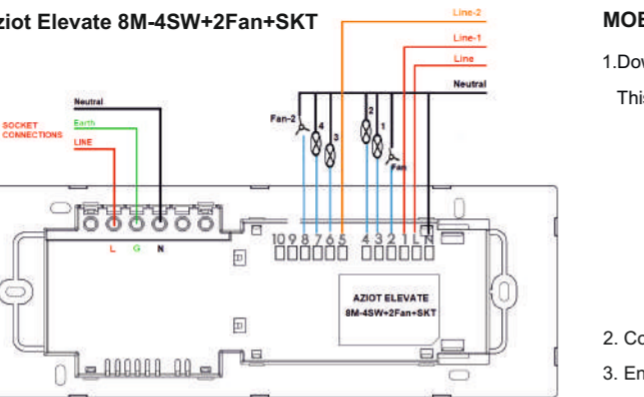 ziot Elevate 8M-4SW+2Fan+SKT
Line-2
Line-1
Line
Neutral
Fan-2
4
3
2
1
Fan
Neutral
SOCKET
CONNECTIONS
Earth
LINE
L G N
10 9 8 7 6 5 4 3 2 1 L N
AZIOT ELEVATE
8M-4SW+2Fan+SKT
1.Dow
This
2. Co
3. En